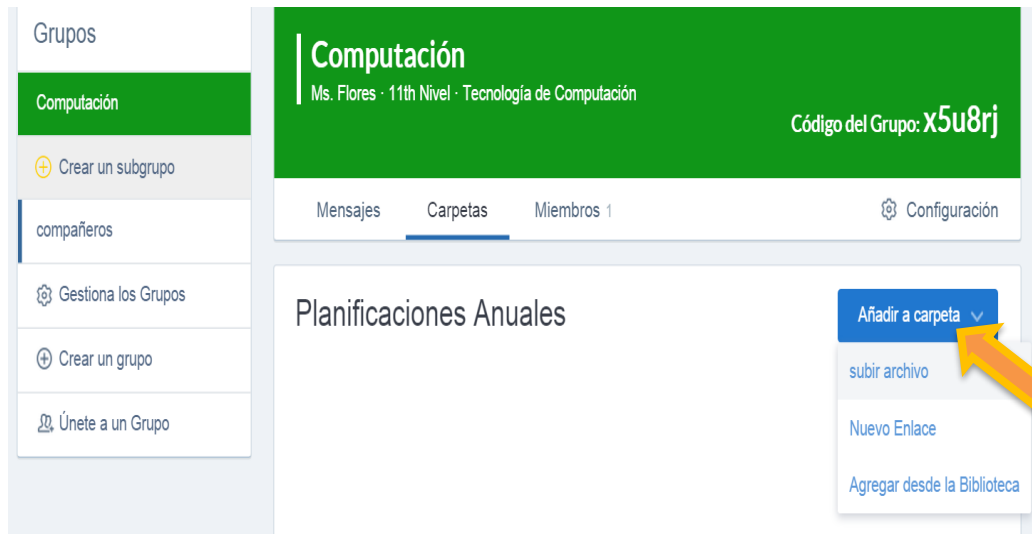 Grupos
Computación
Crear un subgrupo
compañeros
Gestiona los Grupos
Crear un grupo
Únete a un Grupo
Computación
Ms. Flores · 11th Nivel · Tecnología de Computación
Código del Grupo: x5u8rj
Mensajes Carpetas Miembros 1 Configuración
Planificaciones Anuales
Añadir a carpeta
subir archivo
Nuevo Enlace
Agregar desde la Biblioteca